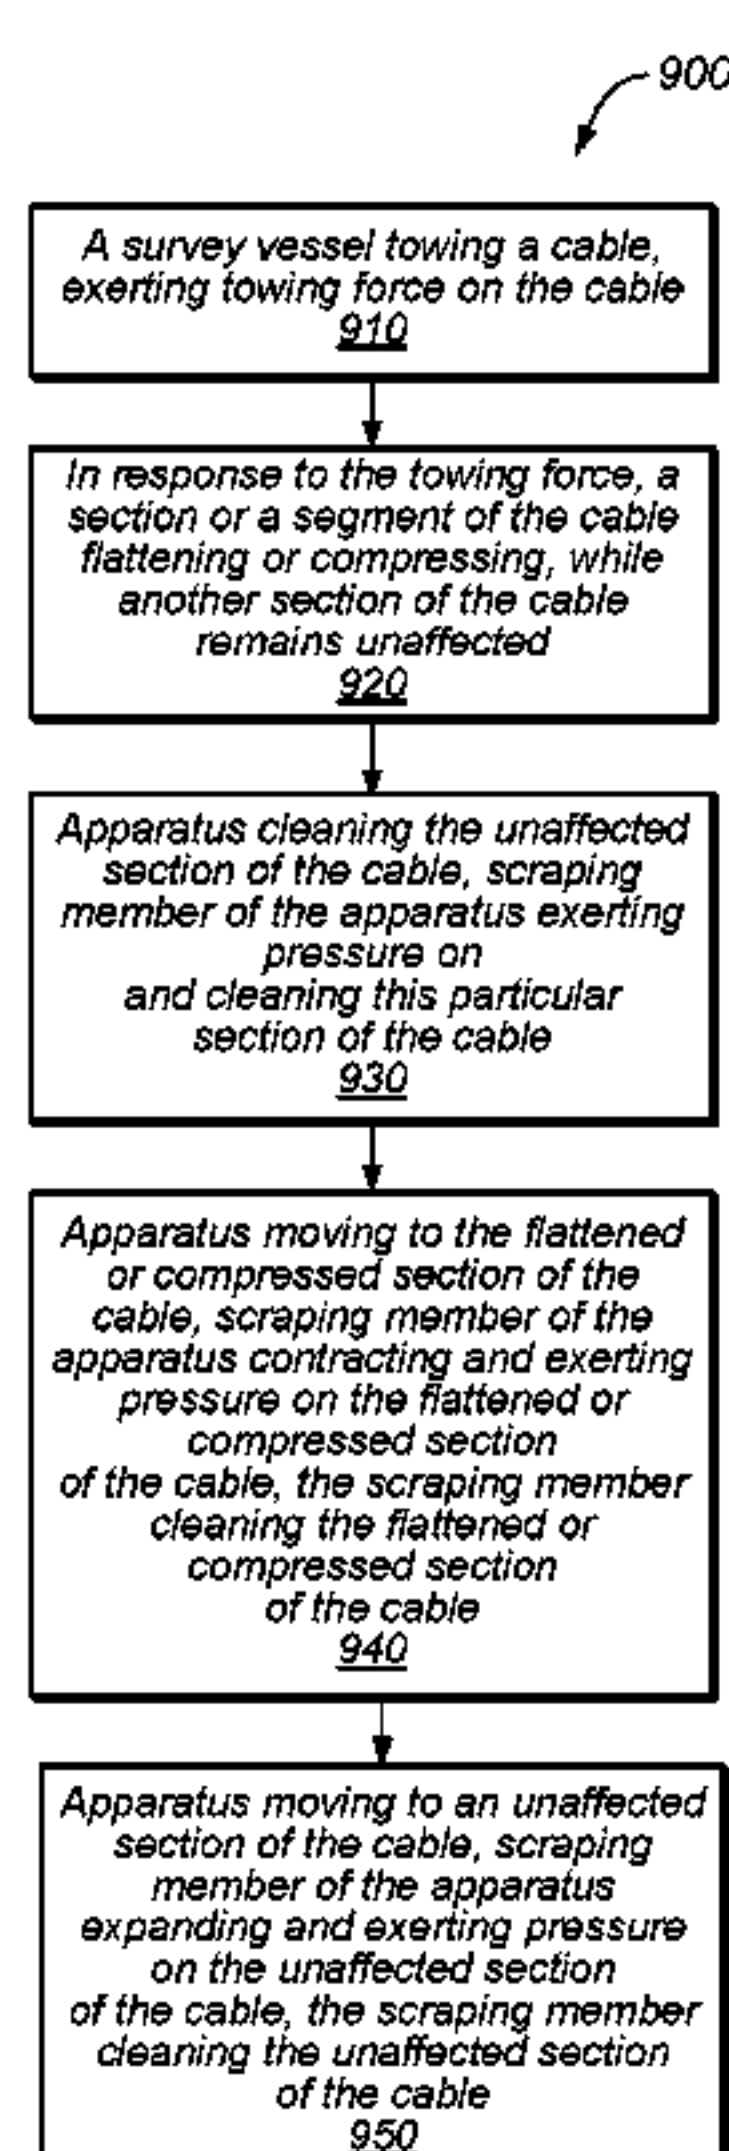 900
A survey vessel towing a cable,
exerting towing force on the cable
910
In response to the towing force, a
section or a segment of the cable
flattening or compressing, while
another section of the cable
remains unaffected
920
Apparatus cleaning the unaffected
section of the cable, scraping
member of the apparatus exerting
pressure on
and cleaning this particular
section of the cable
930
Apparatus moving to the flattened
or compressed section of the
cable, scraping member of the
apparatus contracting and exerting
pressure on the flattened or
compressed section
of the cable, the scraping member
cleaning the flattened or
compressed section
of the cable
940
Apparatus moving to an unaffected
section of the cable, scraping
member of the apparatus
expanding and exerting pressure
on the unaffected section
of the cable, the scraping member
cleaning the unaffected section
of the cable
950